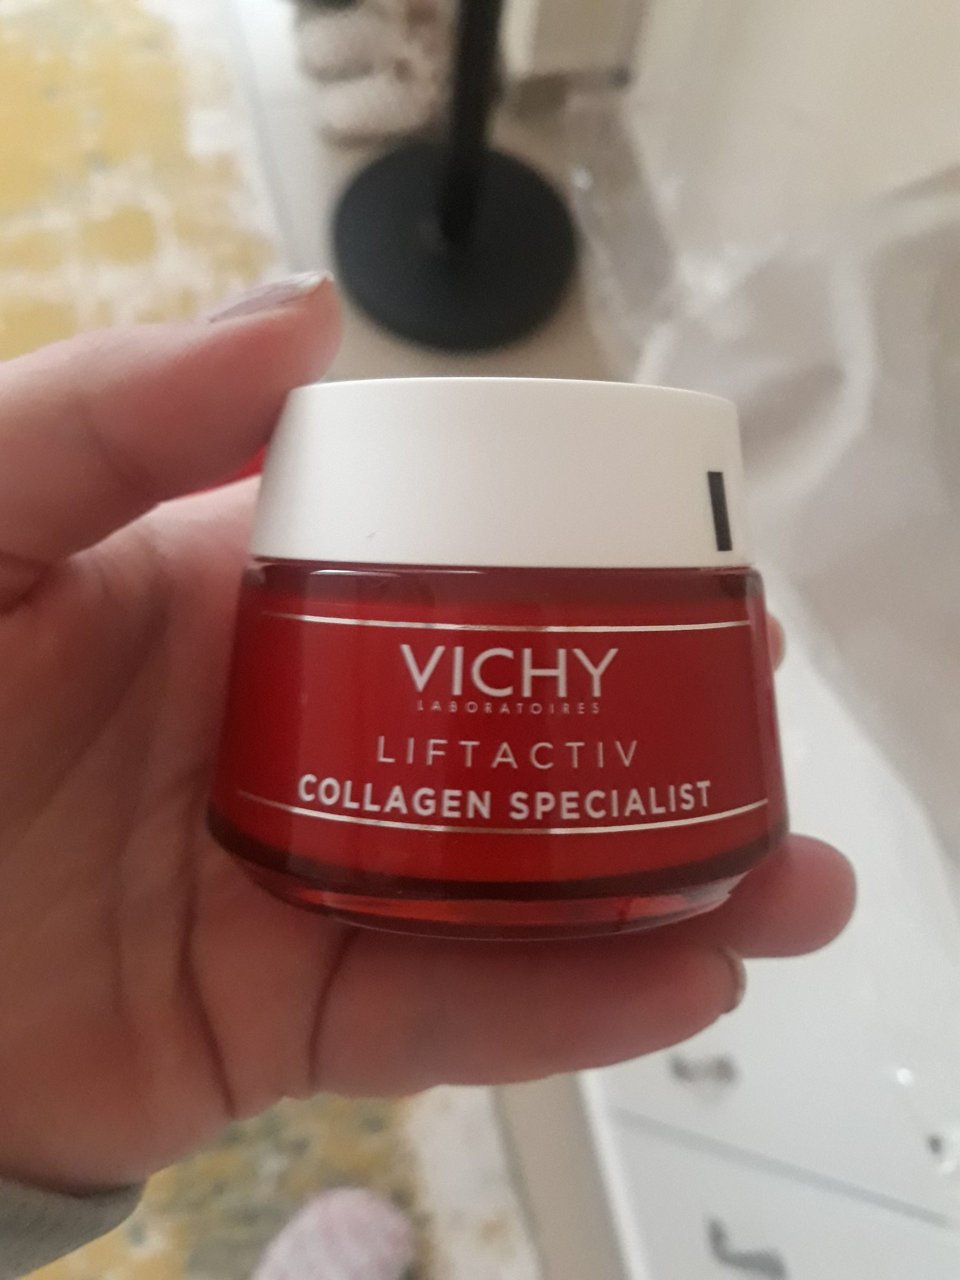 VICHY
LABORATOIRES
LIFTACTIV
COLLAGEN SPECIALIST